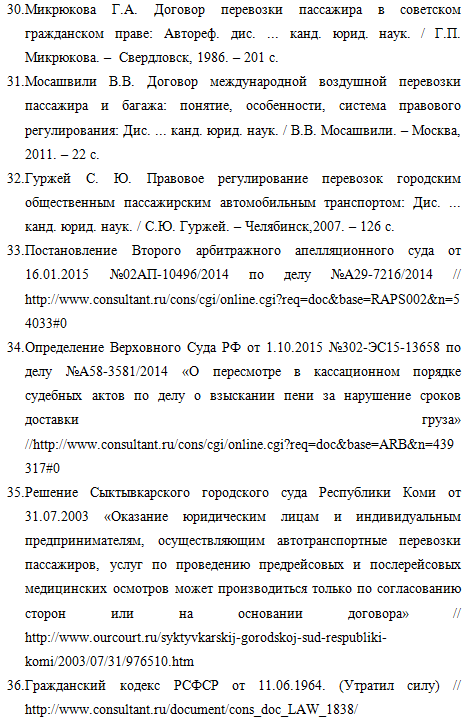 30.Микрюкова Г.А. Договор перевозки пассажира в советском
гражданском праве: Автореф. дис. ... канд. юрид. наук. / Г.П.
Микрюкова. – Свердловск, 1986. – 201 с.
31.Мосашвили В.В. Договор международной воздушной перевозки
пассажира и багажа: понятие, особенности, система правового
регулирования: Дис. ... канд. юрид. наук. / В.В. Мосашвили. – Москва,
2011. – 22 с.
32.Гуржей С. Ю. Правовое регулирование перевозок городским
общественным пассажирским автомобильным транспортом: Дис. ...
канд. юрид. наук. / С.Ю. Гуржей. – Челябинск,2007. – 126 с.
33.Постановление Второго арбитражного апелляционного суда от
16.01.2015 №02АП-10496/2014 по делу №А29-7216/2014 //
http://www.consultant.ru/cons/cgi/online.cgi?req=doc&base=RAPS002&n=5
4033#0
34.Определение Верховного Суда РФ от 1.10.2015 №302-ЭС15-13658 по
делу №А58-3581/2014 «О пересмотре в кассационном порядке
судебных актов по делу о взыскании пени за нарушение сроков
доставки груза»
//http://www.consultant.ru/cons/cgi/online.cgi?req=doc&base=ARB&n=439
317#0
35.Решение Сыктывкарского городского суда Республики Коми от
31.07.2003 «Оказание юридическим лицам и индивидуальным
предпринимателям, осуществляющим автотранспортные перевозки
пассажиров, услуг по проведению предрейсовых и послерейсовых
медицинских осмотров может производиться только по согласованию
сторон или на основании договора» //
http://www.ourcourt.ru/syktyvkarskij-gorodskoj-sud-respubliki-
komi/2003/07/31/976510.htm
36.Гражданский кодекс РСФСР от 11.06.1964. (Утратил силу) //
http://www.consultant.ru/document/cons_doc_LAW_1838/